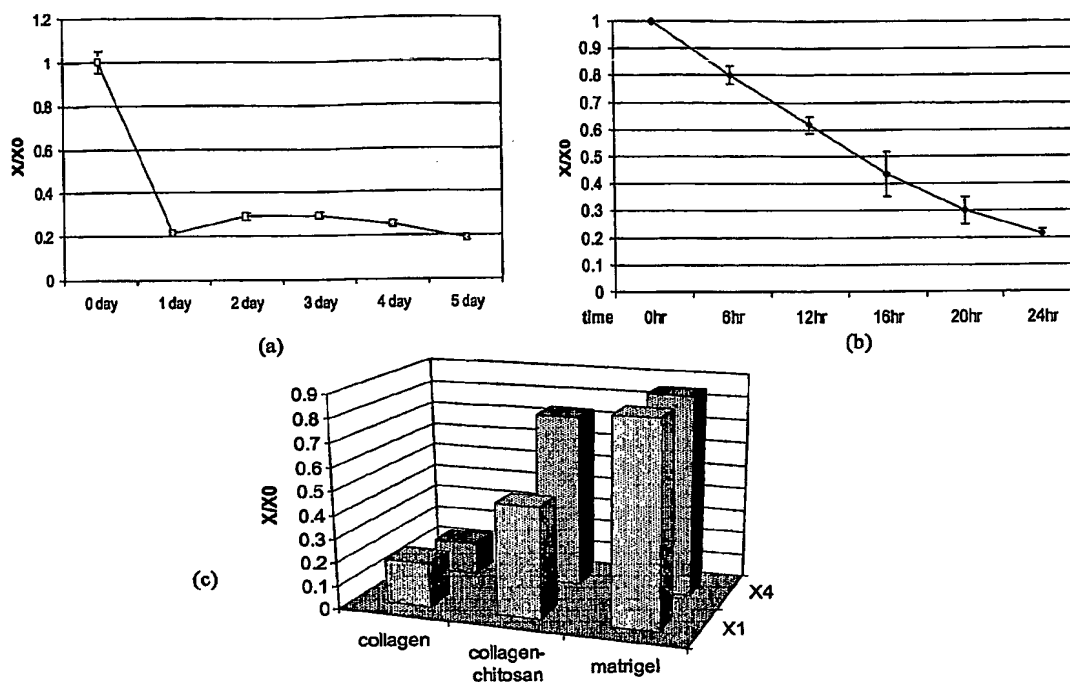 X/X0
1.2
1
0.8
0.6
0.4
0.2
0
0 day 1 day 2 day 3 day 4 day 5 day
(a)
X/X0
1
0.9
0.8
0.7
0.6
0.5
0.4
0.3
0.2
0.1
0
time 0hr 6hr 12hr 16hr 20hr 24hr
(b)
X/X0
0.9
0.8
0.7
0.6
0.5
0.4
0.3
0.2
0.1
0
(c)
collagen
collagen-
chitosan
matrigel
X4
X1